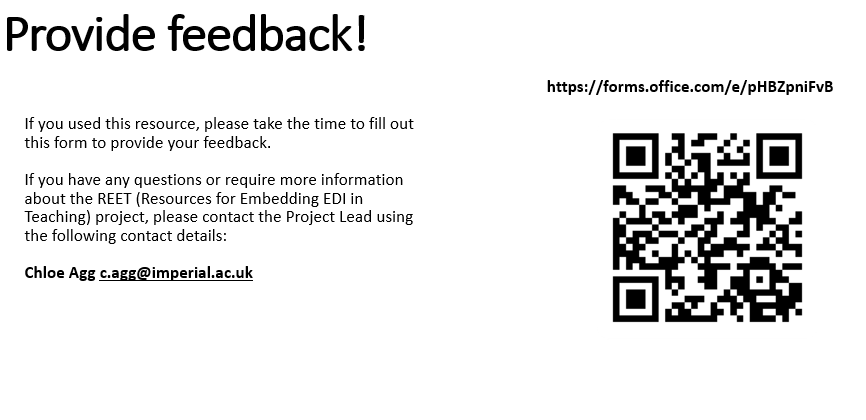 Provide feedback!
https://forms.office.com/e/pHBZpniFvB
If you used this resource, please take the time to fill out
this form to provide your feedback.
If you have any questions or require more information
about the REET (Resources for Embedding EDI in
Teaching) project, please contact the Project Lead using
the following contact details:
Chloe Agg c.agg@imperial.ac.uk